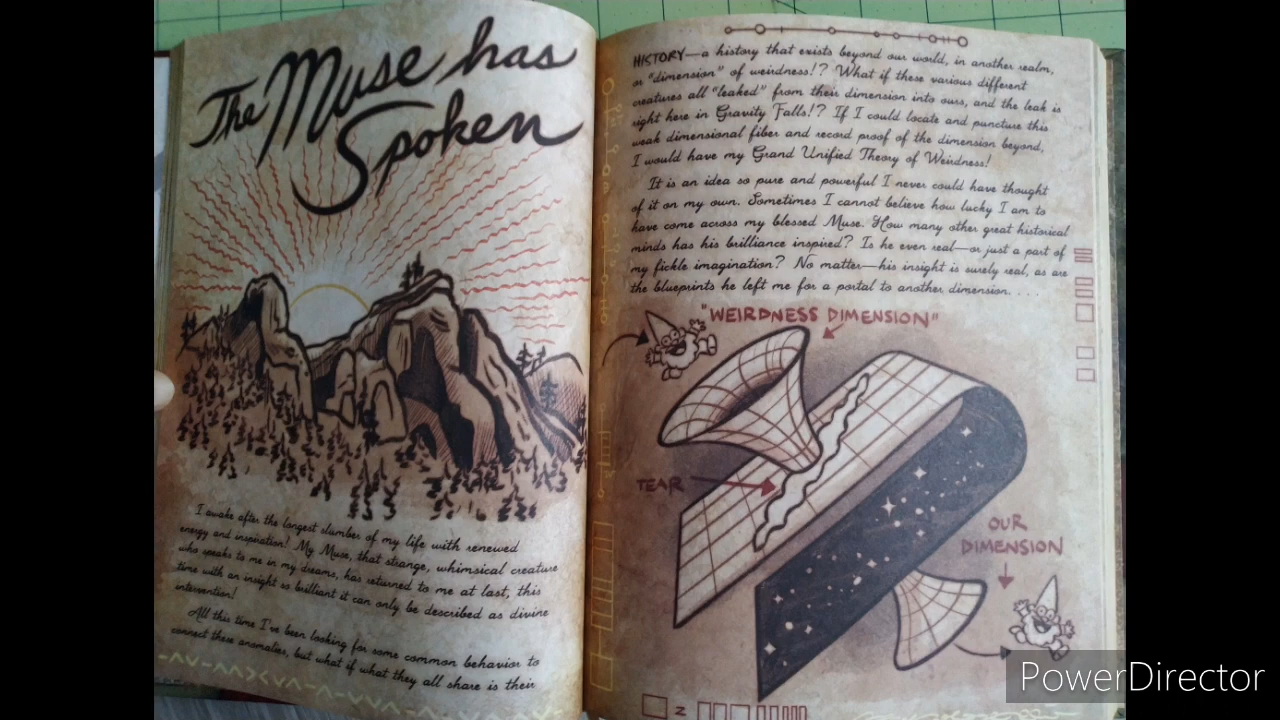 The Muse has
Spoken
I awake after the longest slumber of my life with renewed
energy and inspiration! My Muse, that strange, whimsical creature
who speaks to me in my dreams, has returned to me at last, this
time with an insight so brilliant it can only be described as divine
intervention!
All this time I've been looking for some common behavior to
connect these anomalies, but what if what they all share is their
HISTORY—a history that exists beyond our world, in another realm,
or "dimension" of weirdness!? What if these various different
creatures all "leaked" from their dimension into ours, and the leak is
right here in Gravity Falls!? If I could locate and puncture this
weak dimensional fiber and record proof of the dimension beyond,
I would have my Grand Unified Theory of Weirdness!
It is an idea so pure and powerful I never could have thought
of it on my own. Sometimes I cannot believe how lucky I am to
have come across my blessed Muse. How many other great historical
minds has his brilliance inspired? Is he even real—or just a part of
my fickle imagination? No matter—his insight is surely real, as are
the blueprints he left me for a portal to another dimension. . . .
"WEIRDNESS DIMENSION"
TEAR
OUR
DIMENSION
PowerDirector